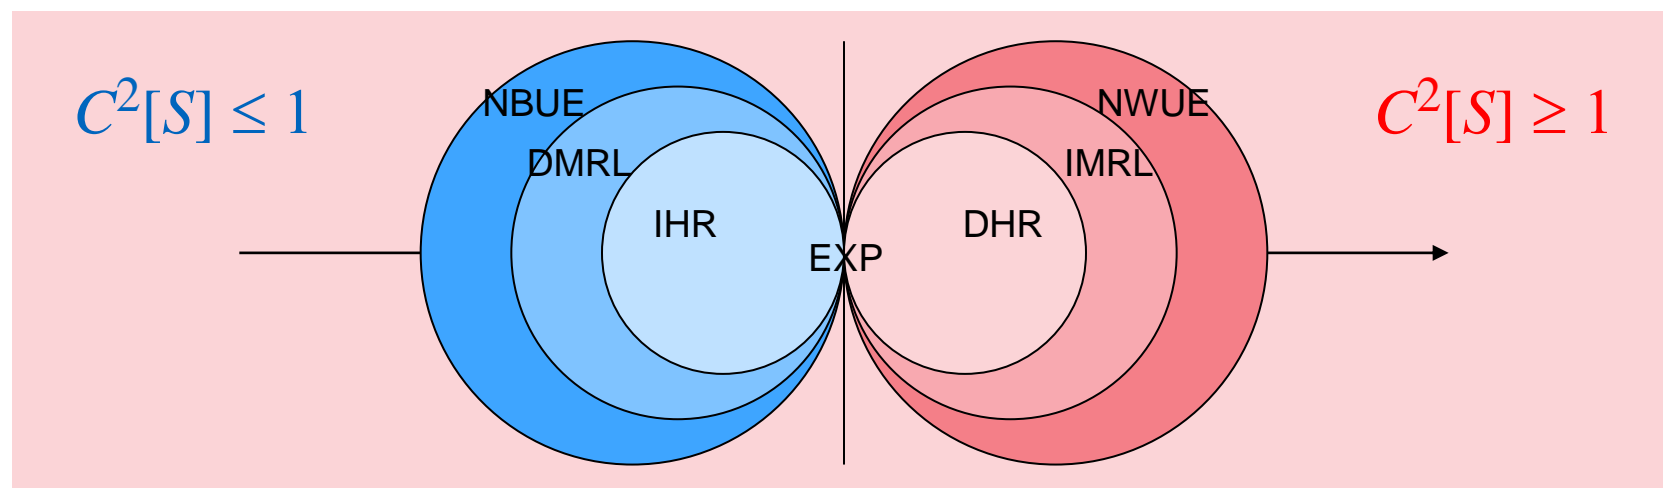 C²[S] ≤ 1
NBUE
NWUE
C²[S] ≥ 1
DMRL
IMRL
IHR
DHR
EXP